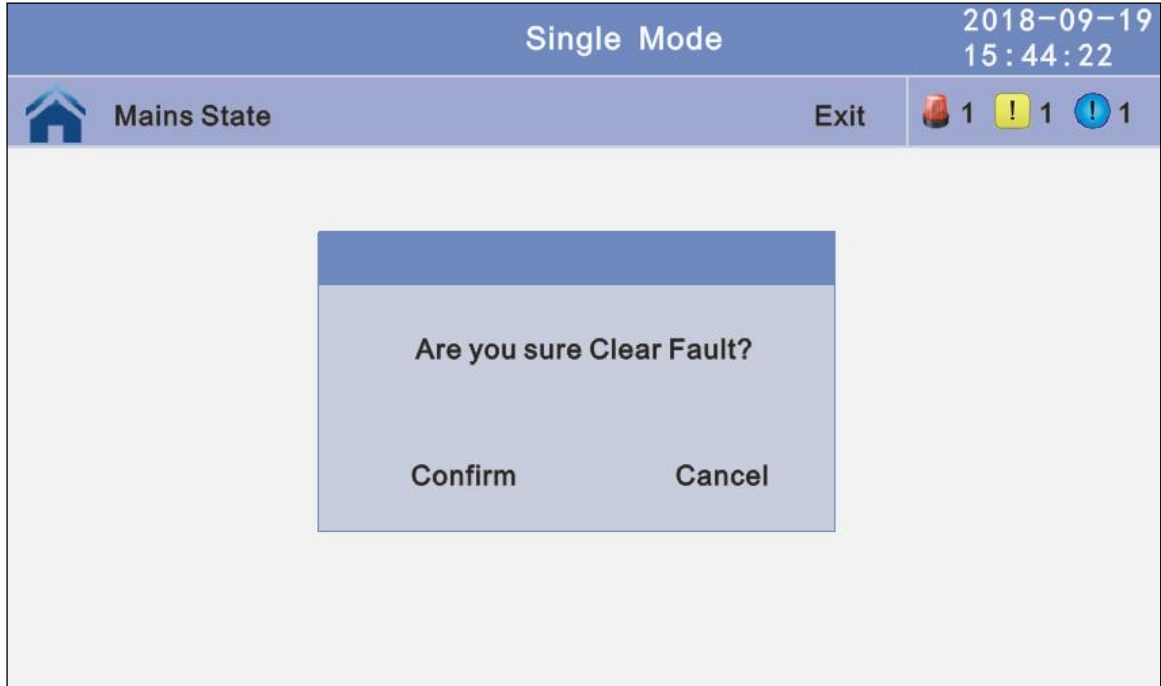 Single Mode
2018-09-19
15:44:22
Mains State
Exit
1
! 1
! 1
Are you sure Clear Fault?
Confirm
Cancel